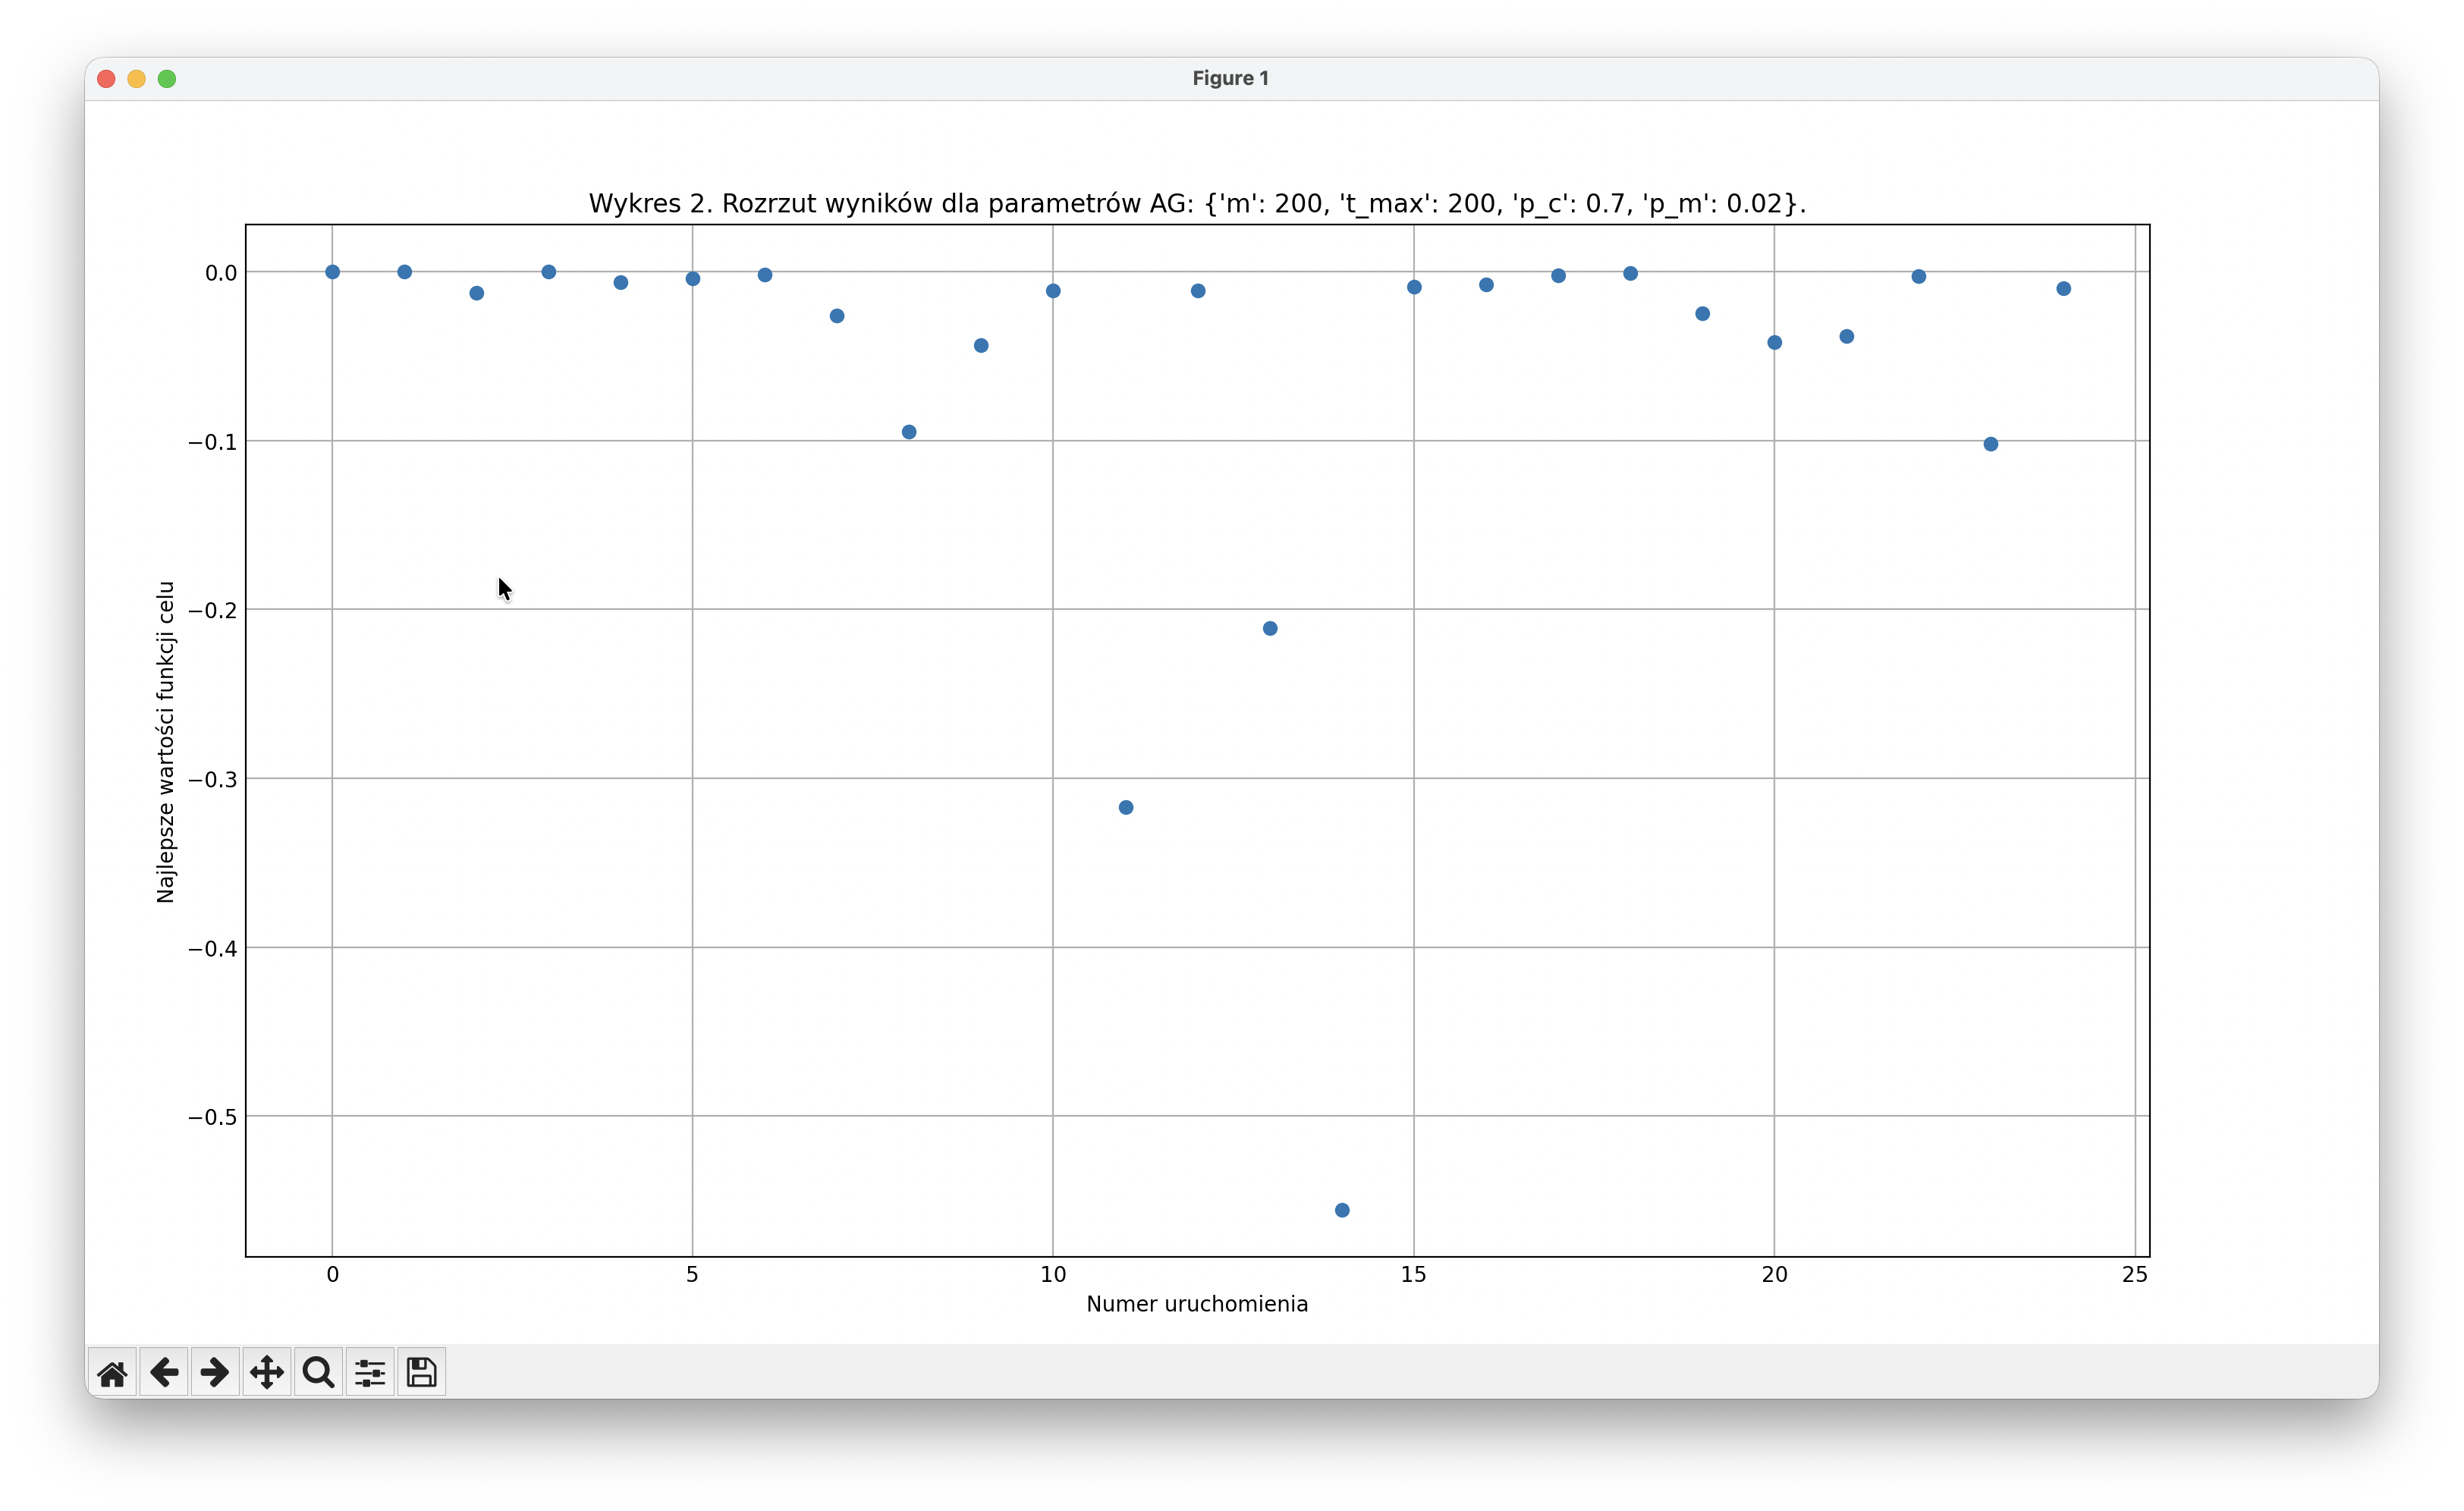 Figure 1
Wykres 2. Rozrzut wyników dla parametrów AG: {'m': 200, 't_max': 200, 'p_c': 0.7, 'p_m': 0.02}.
Najlepsze wartości funkcji celu
0.0
−0.1
−0.2
−0.3
−0.4
−0.5
0 5 10 15 20 25
Numer uruchomienia